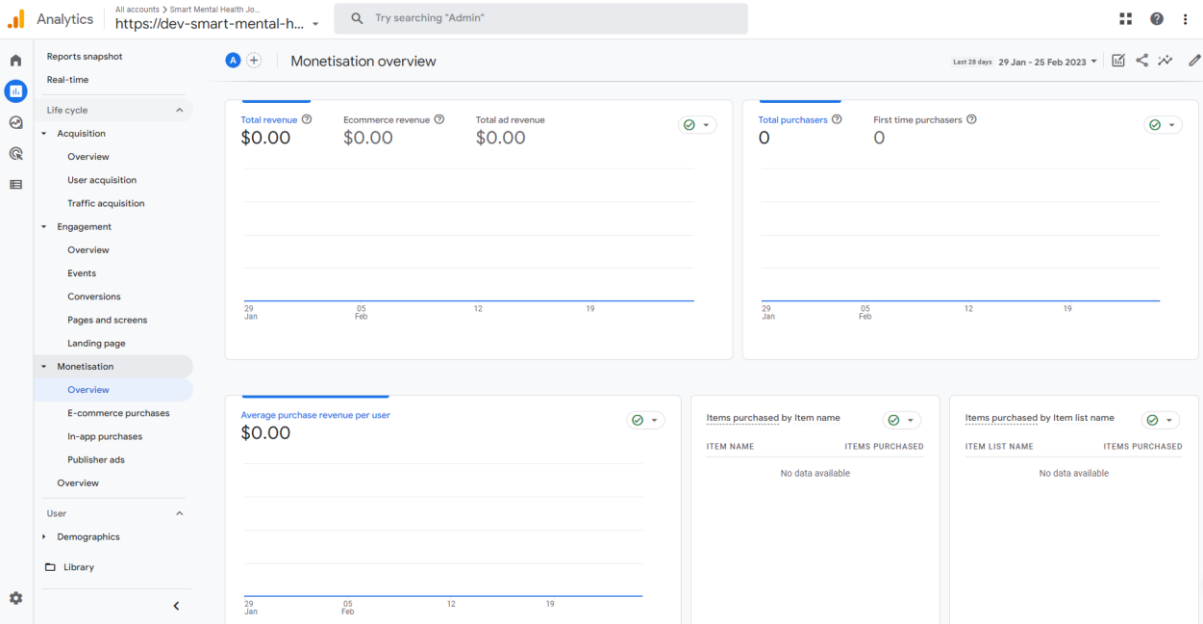 Analytics
All accounts > Smart Mental Health Jo...
https://dev-smart-mental-h...
Try searching "Admin"
Reports snapshot
Real-time
Life cycle
Acquisition
Overview
User acquisition
Traffic acquisition
Engagement
Overview
Events
Conversions
Pages and screens
Landing page
Monetisation
Overview
E-commerce purchases
In-app purchases
Publisher ads
Overview
User
Demographics
Library
A
Monetisation overview
Last 28 days 29 Jan - 25 Feb 2023
Total revenue Ecommerce revenue Total ad revenue
$0.00 $0.00 $0.00
29 05 12 19
Jan Feb
Total purchasers First time purchasers
0 0
29 05 12 19
Jan Feb
Average purchase revenue per user
$0.00
29 05 12 19
Jan Feb
Items purchased by Item name
ITEM NAME ITEMS PURCHASED
No data available
Items purchased by Item list name
ITEM LIST NAME ITEMS PURCHASED
No data available